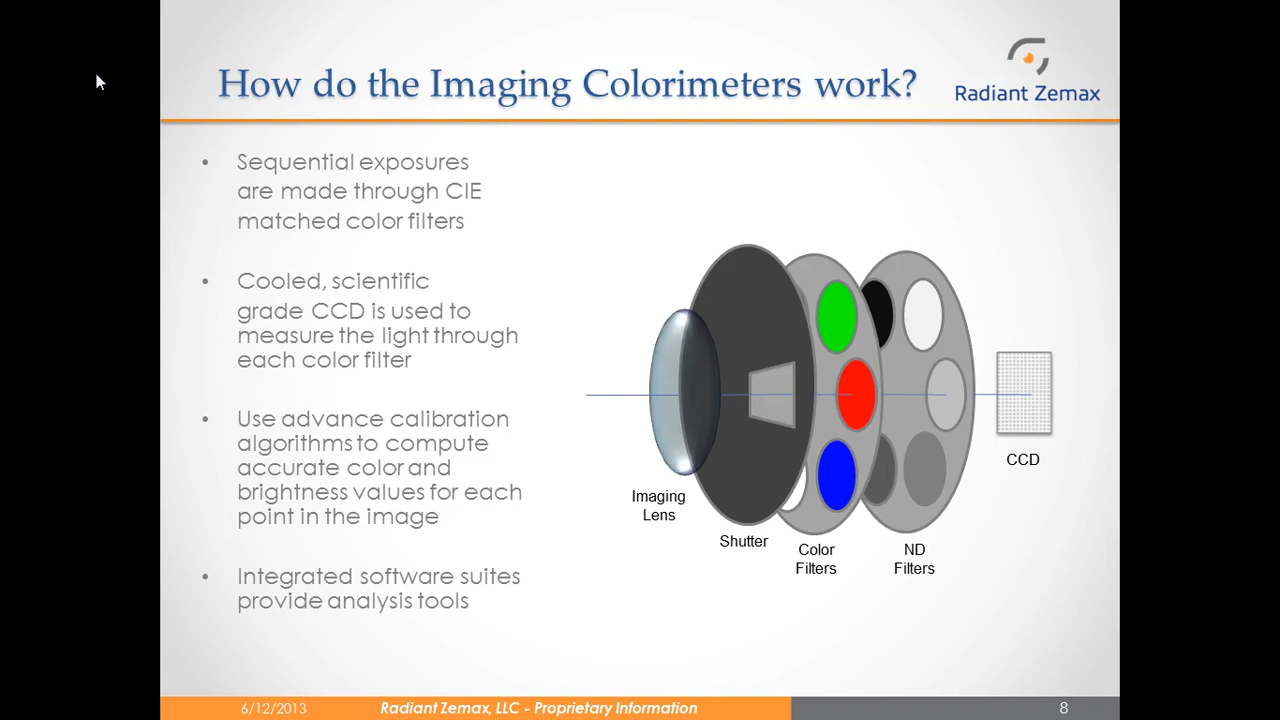 How do the Imaging Colorimeters work?
Radiant Zemax
• Sequential exposures
are made through CIE
matched color filters
• Cooled, scientific
grade CCD is used to
measure the light through
each color filter
• Use advance calibration
algorithms to compute
accurate color and
brightness values for each
point in the image
• Integrated software suites
provide analysis tools
Imaging
Lens
Shutter
Color
Filters
ND
Filters
CCD
6/12/2013
Radiant Zemax, LLC - Proprietary Information
8